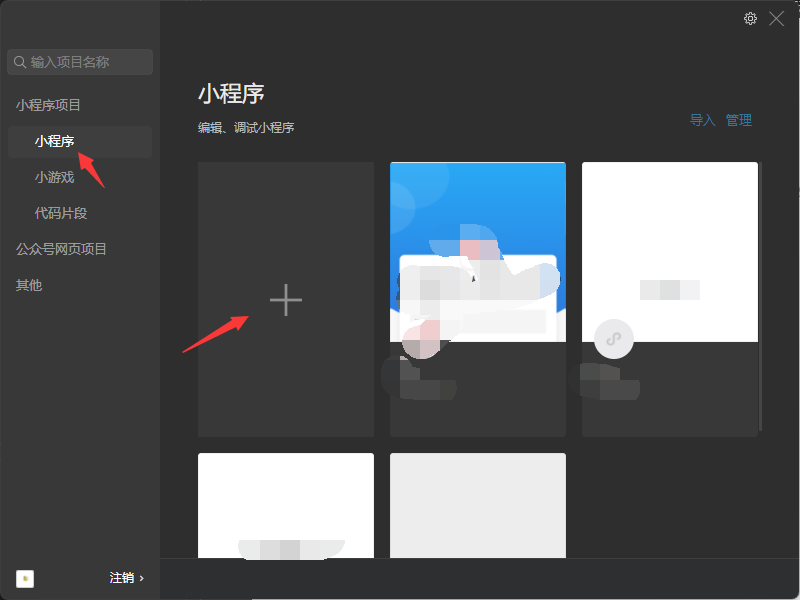 输入项目名称
小程序项目
小程序
小游戏
代码片段
公众号网页项目
其他
注销 ›
小程序
编辑、调试小程序
导入 管理